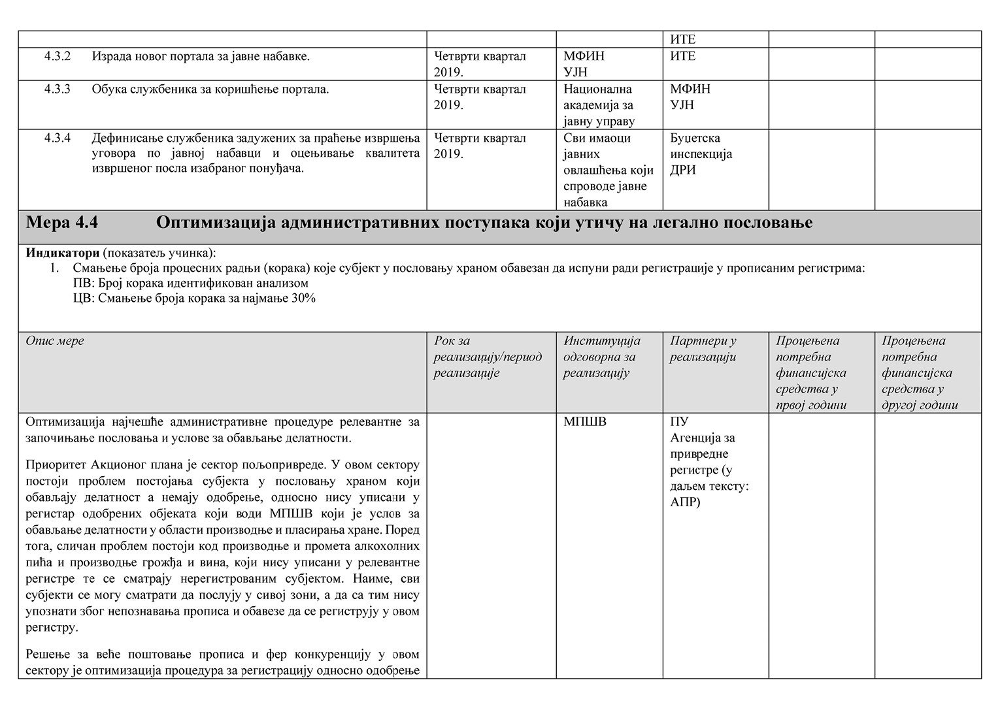 ИТЕ
4.3.2 Израда новог портала за јавне набавке.
Четврти квартал
2019.
МФИН
УЈН
ИТЕ
4.3.3 Обука службеника за коришћење портала.
Четврти квартал
2019.
Национална
академија за
јавну управу
МФИН
УЈН
4.3.4 Дефинисање службеника задужених за праћење извршења
уговора по јавној набавци и оцењивање квалитета
извршеног посла изабраног понуђача.
Четврти квартал
2019.
Сви имаоци
јавних
овлашћења који
спроводе јавне
набавка
Буџетска
инспекција
ДРИ
Мера 4.4 Оптимизација административних поступака који утичу на легално пословање
Индикатори (показатељ учинка):
1. Смањење броја процесних радњи (корака) које субјект у пословању храном обавезан да испуни ради регистрације у прописаним регистрима:
ПВ: Број корака идентификован анализом
ЦВ: Смањење броја корака за најмање 30%
Опис мере
Рок за
реализацију/период
реализације
Институција
одговорна за
реализацију
Партнери у
реализацији
Процењена
потребна
финансијска
средства у
првој години
Процењена
потребна
финансијска
средства у
другој години
Оптимизација најчешће административне процедуре релевантне за
започињање пословања и услове за обављање делатности.
Приоритет Акционог плана је сектор пољопривреде. У овом сектору
постоји проблем постојања субјекта у пословању храном који
обављају делатност а немају одобрење, односно нису уписани у
регистар одобрених објеката који води МПШВ који је услов за
обављање делатности у области производње и пласирања хране. Поред
тога, сличан проблем постоји код производње и промета алкохолних
пића и производње грожђа и вина, који нису уписани у релевантне
регистре те се сматрају нерегистрованим субјектом. Наиме, сви
субјекти се могу сматрати да послују у сивој зони, а да са тим нису
упознати због непознавања прописа и обавезе да се региструју у овом
регистру.
Решење за веће поштовање прописа и фер конкуренцију у овом
сектору је оптимизација процедура за регистрацију односно одобрење
МПШВ
ПУ
Агенција за
привредне
регистре (у
даљем тексту:
АПР)